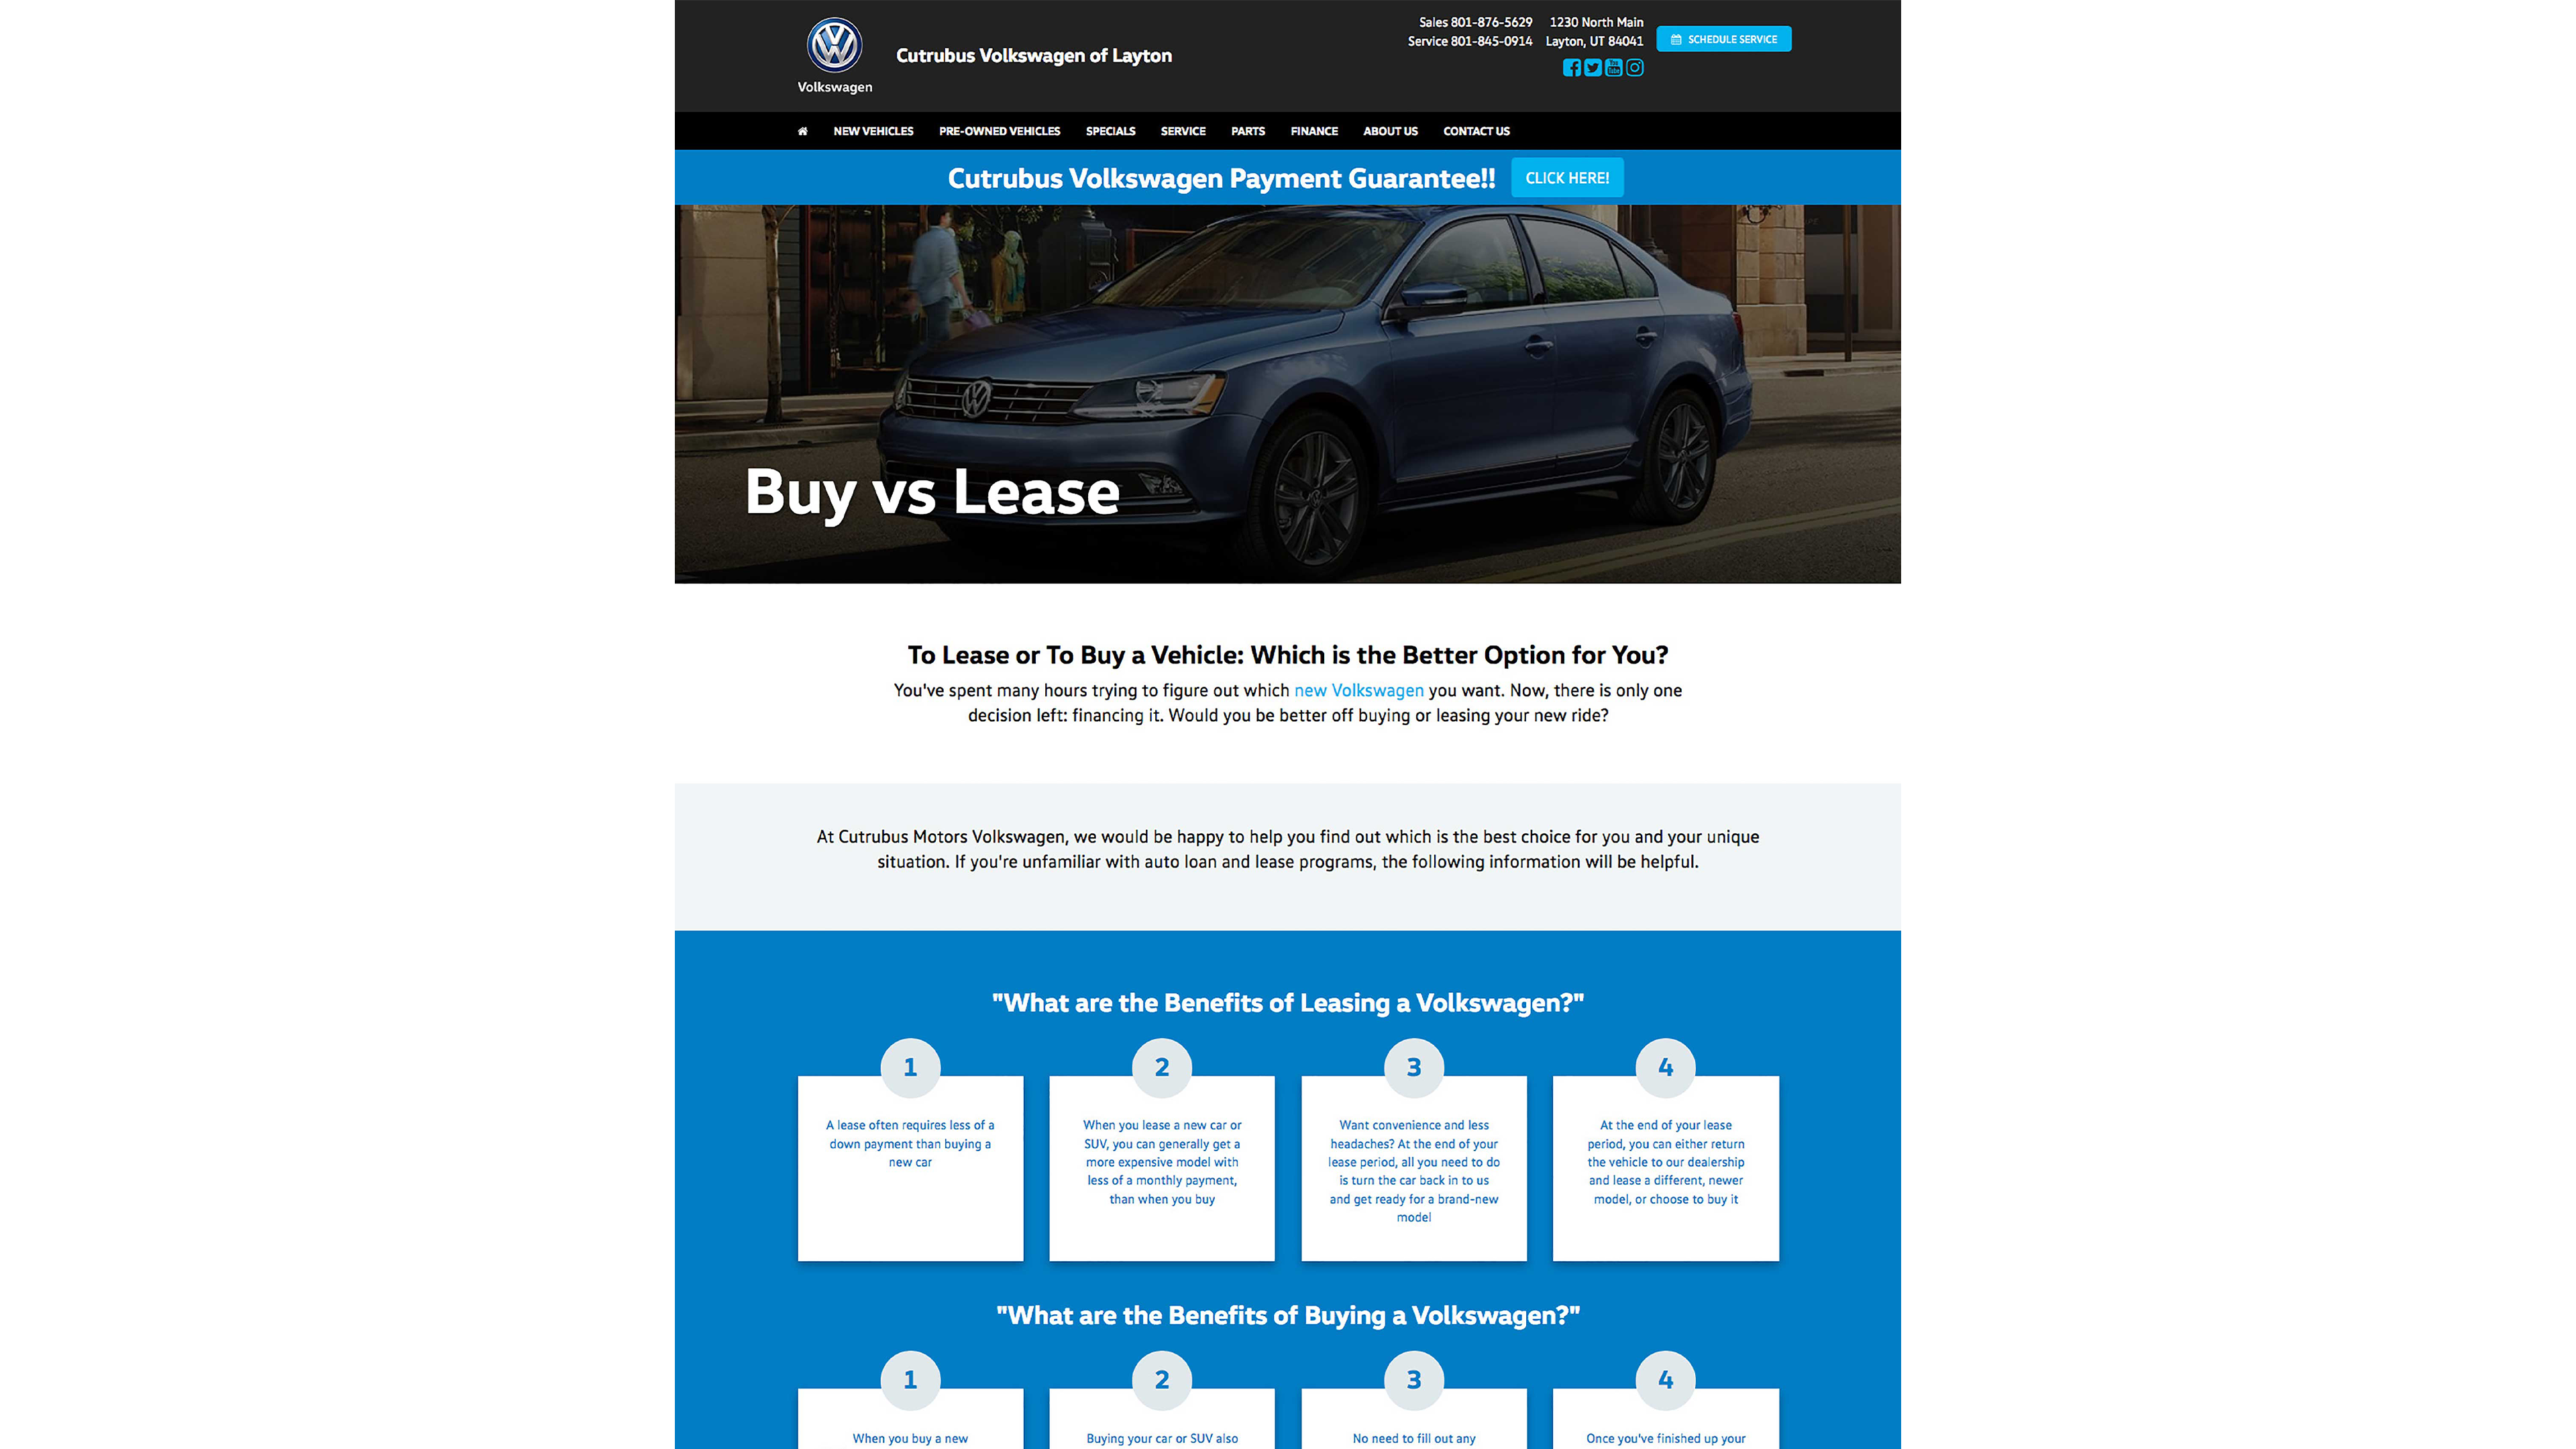 Volkswagen
Cutrubus Volkswagen of Layton
Sales 801-876-5629
Service 801-845-0914
1230 North Main
Layton, UT 84041
SCHEDULE SERVICE
NEW VEHICLES PRE-OWNED VEHICLES SPECIALS SERVICE PARTS FINANCE ABOUT US CONTACT US
Cutrubus Volkswagen Payment Guarantee!! CLICK HERE!
Buy vs Lease
To Lease or To Buy a Vehicle: Which is the Better Option for You?
You've spent many hours trying to figure out which new Volkswagen you want. Now, there is only one
decision left: financing it. Would you be better off buying or leasing your new ride?
At Cutrubus Motors Volkswagen, we would be happy to help you find out which is the best choice for you and your unique
situation. If you're unfamiliar with auto loan and lease programs, the following information will be helpful.
"What are the Benefits of Leasing a Volkswagen?"
1
A lease often requires less of a
down payment than buying a
new car
2
When you lease a new car or
SUV, you can generally get a
more expensive model with
less of a monthly payment,
than when you buy
3
Want convenience and less
headaches? At the end of your
lease period, all you need to do
is turn the car back in to us
and get ready for a brand-new
model
4
At the end of your lease
period, you can either return
the vehicle to our dealership
and lease a different, newer
model, or choose to buy it
"What are the Benefits of Buying a Volkswagen?"
1
When you buy a new
2
Buying your car or SUV also
3
No need to fill out any
4
Once you've finished up your